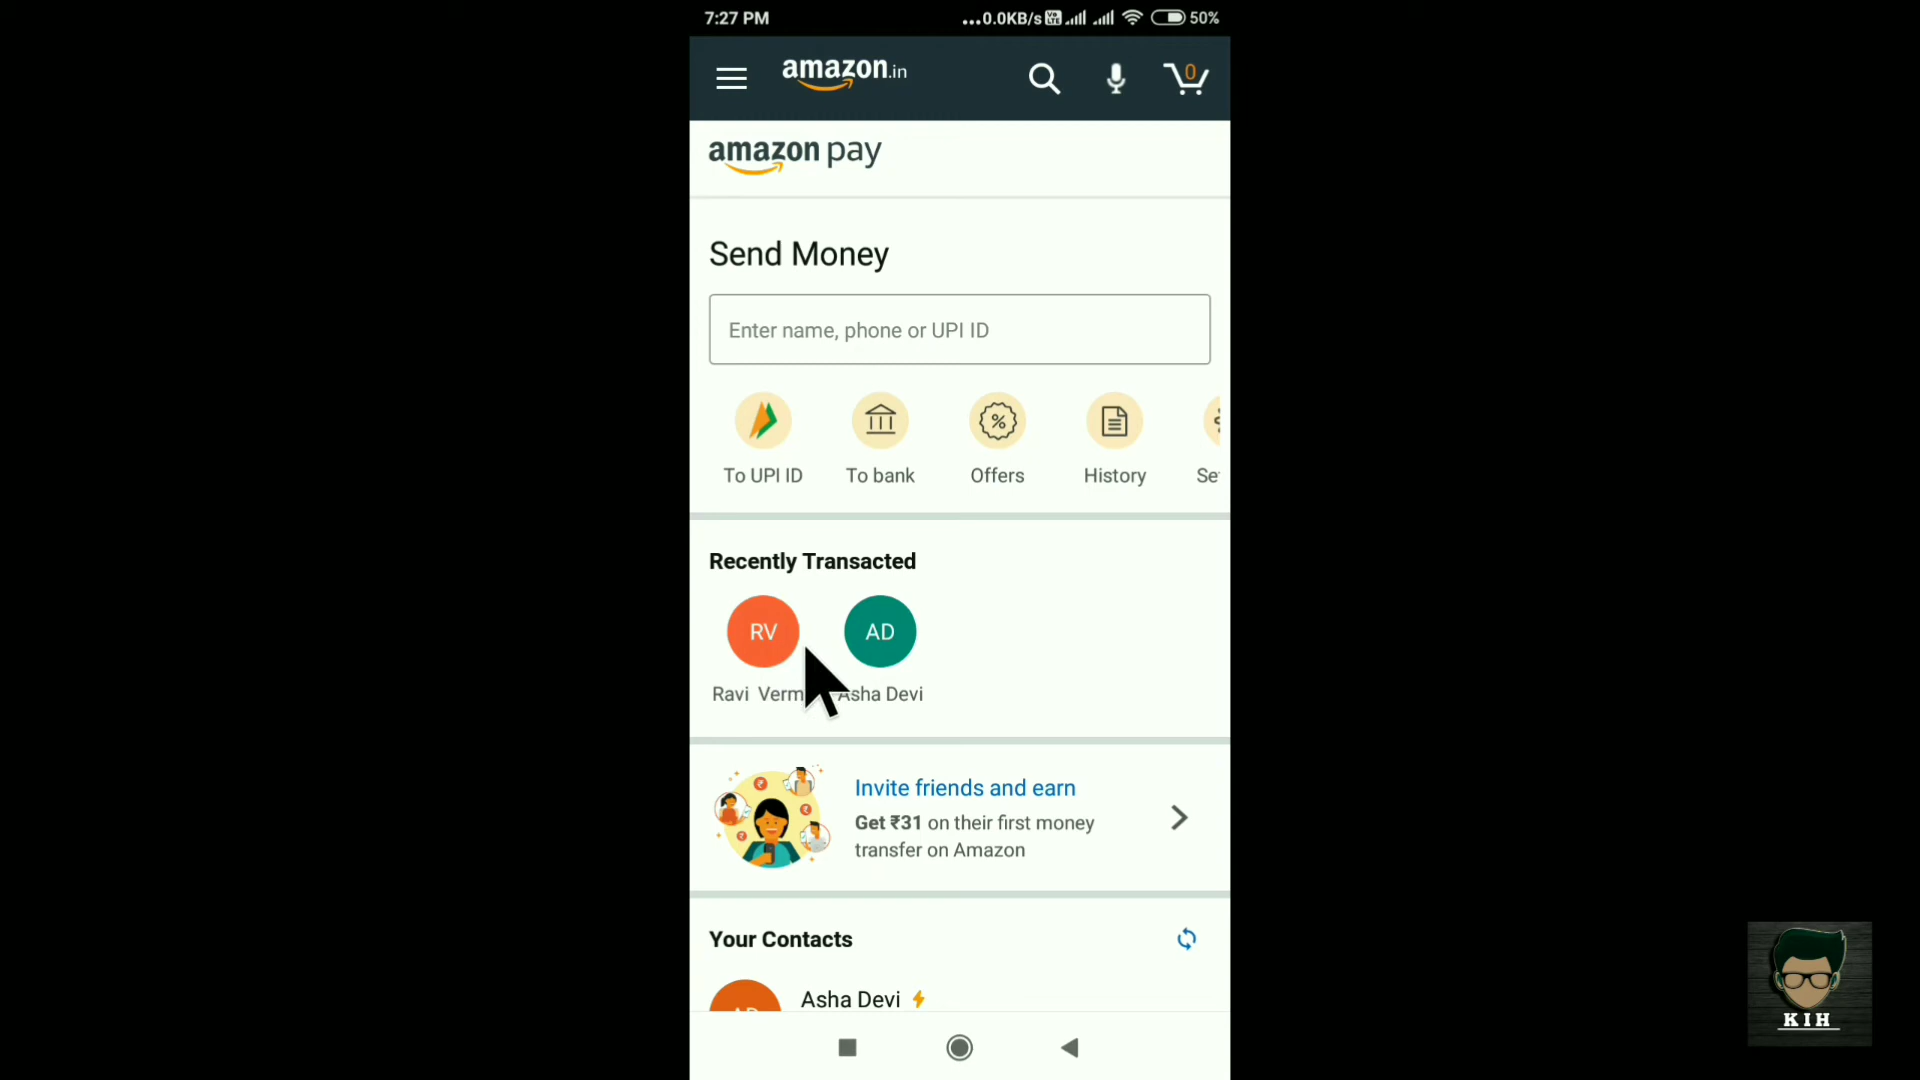 7:27 PM ...0.0KB/s 50%
amazon.in 0
amazon pay
Send Money
Enter name, phone or UPI ID
To UPI ID To bank Offers History
Recently Transacted
RV AD
Ravi Verm Asha Devi
Invite friends and earn
Get ₹31 on their first money
transfer on Amazon
Your Contacts
Asha Devi
KIH